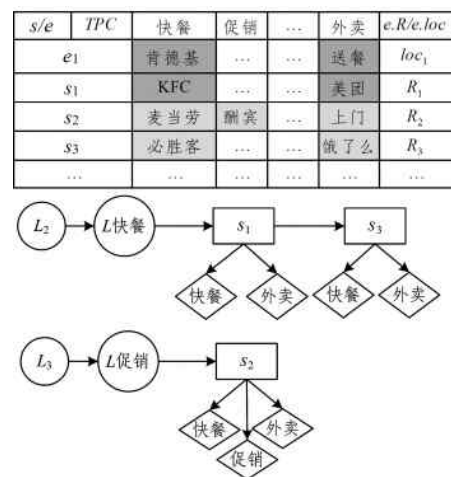 s/e TPC 快餐 促销 … 外卖 e.R/e.loc
e1 肯德基 … … 送餐 loc1
s1 KFC … … 美团 R1
s2 麦当劳 酬宾 … 上门 R2
s3 必胜客 … … 饿了么 R3
… … … … … …
L2 L快餐 s1 s3
快餐 外卖 快餐 外卖
L3 L促销 s2
快餐 外卖
促销